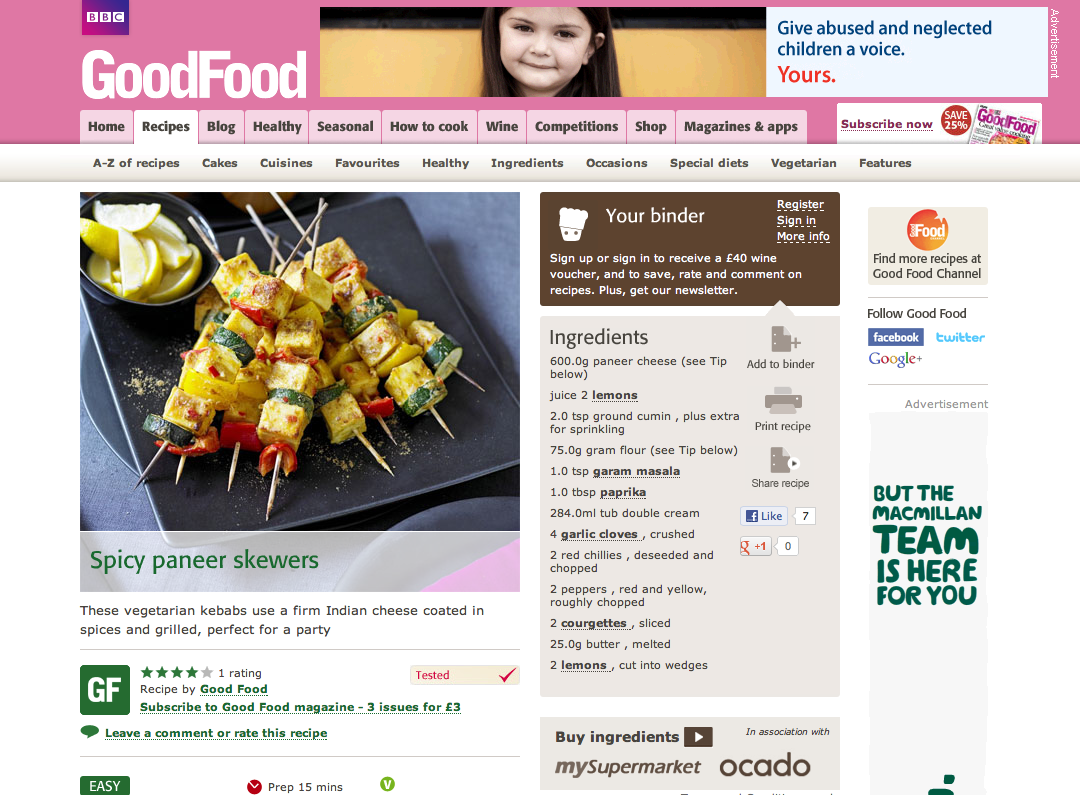 BBC
GoodFood
Give abused and neglected
children a voice.
Yours.
Advertisement
Home
Recipes
Blog
Healthy
Seasonal
How to cook
Wine
Competitions
Shop
Magazines & apps
Subscribe now
SAVE
25%
GoodFood
A-Z of recipes
Cakes
Cuisines
Favourites
Healthy
Ingredients
Occasions
Special diets
Vegetarian
Features
Spicy paneer skewers
These vegetarian kebabs use a firm Indian cheese coated in
spices and grilled, perfect for a party
GF
1 rating
Recipe by Good Food
Subscribe to Good Food magazine - 3 issues for £3
Tested
Leave a comment or rate this recipe
EASY
Prep 15 mins
V
Your binder
Register
Sign in
More info
Sign up or sign in to receive a £40 wine
voucher, and to save, rate and comment on
recipes. Plus, get our newsletter.
Ingredients
600.0g paneer cheese (see Tip
below)
juice 2 lemons
2.0 tsp ground cumin , plus extra
for sprinkling
75.0g gram flour (see Tip below)
1.0 tsp garam masala
1.0 tbsp paprika
284.0ml tub double cream
4 garlic cloves , crushed
2 red chillies , deseeded and
chopped
2 peppers , red and yellow,
roughly chopped
2 courgettes , sliced
25.0g butter , melted
2 lemons , cut into wedges
Add to binder
Print recipe
Share recipe
Like
7
g +1
0
Buy ingredients
In association with
mySupermarket
ocado
Food
Find more recipes at
Good Food Channel
Follow Good Food
facebook
twitter
Google+
Advertisement
BUT THE
MACMILLAN
TEAM
IS HERE
FOR YOU